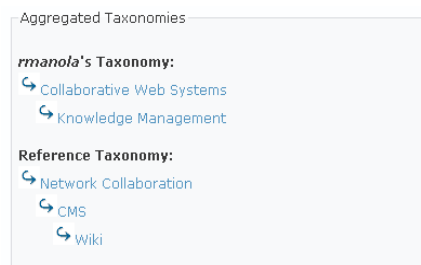 Aggregated Taxonomies
rmanola's Taxonomy:
Collaborative Web Systems
Knowledge Management
Reference Taxonomy:
Network Collaboration
CMS
Wiki